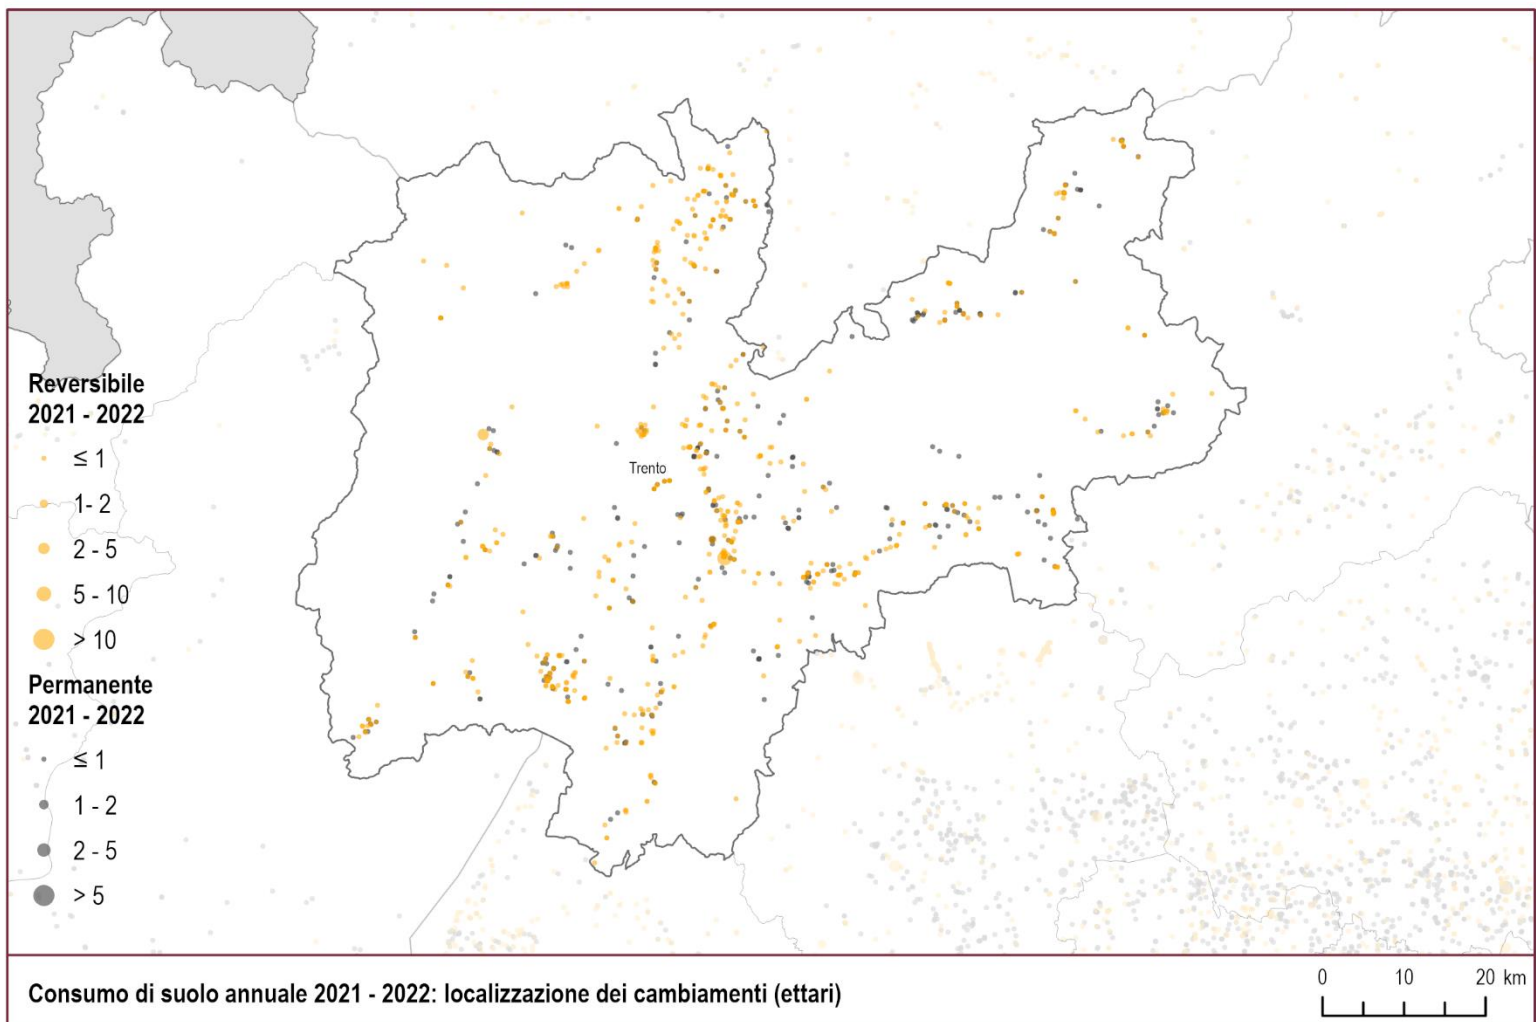 Reversibile
2021 - 2022
≤ 1
1- 2
2 - 5
5 - 10
> 10
Permanente
2021 - 2022
≤ 1
1 - 2
2 - 5
> 5
Trento
Consumo di suolo annuale 2021 - 2022: localizzazione dei cambiamenti (ettari)
0 10 20 km